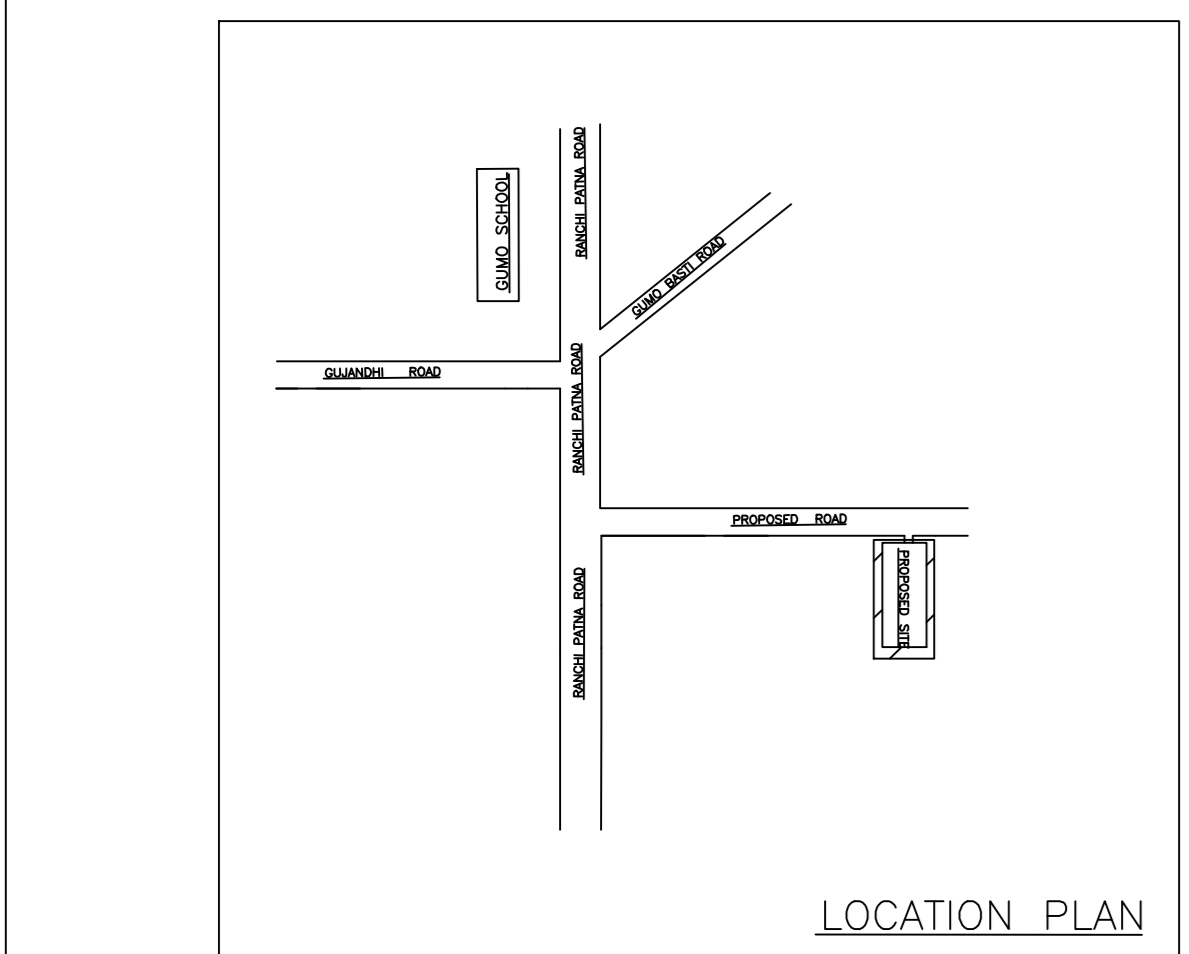 RANCHI PATNA ROAD
GUMO SCHOOL
GUMO BASTI ROAD
RANCHI PATNA ROAD
GUJANDHI ROAD
PROPOSED ROAD
PROPOSED SITE
RANCHI PATNA ROAD
LOCATION PLAN